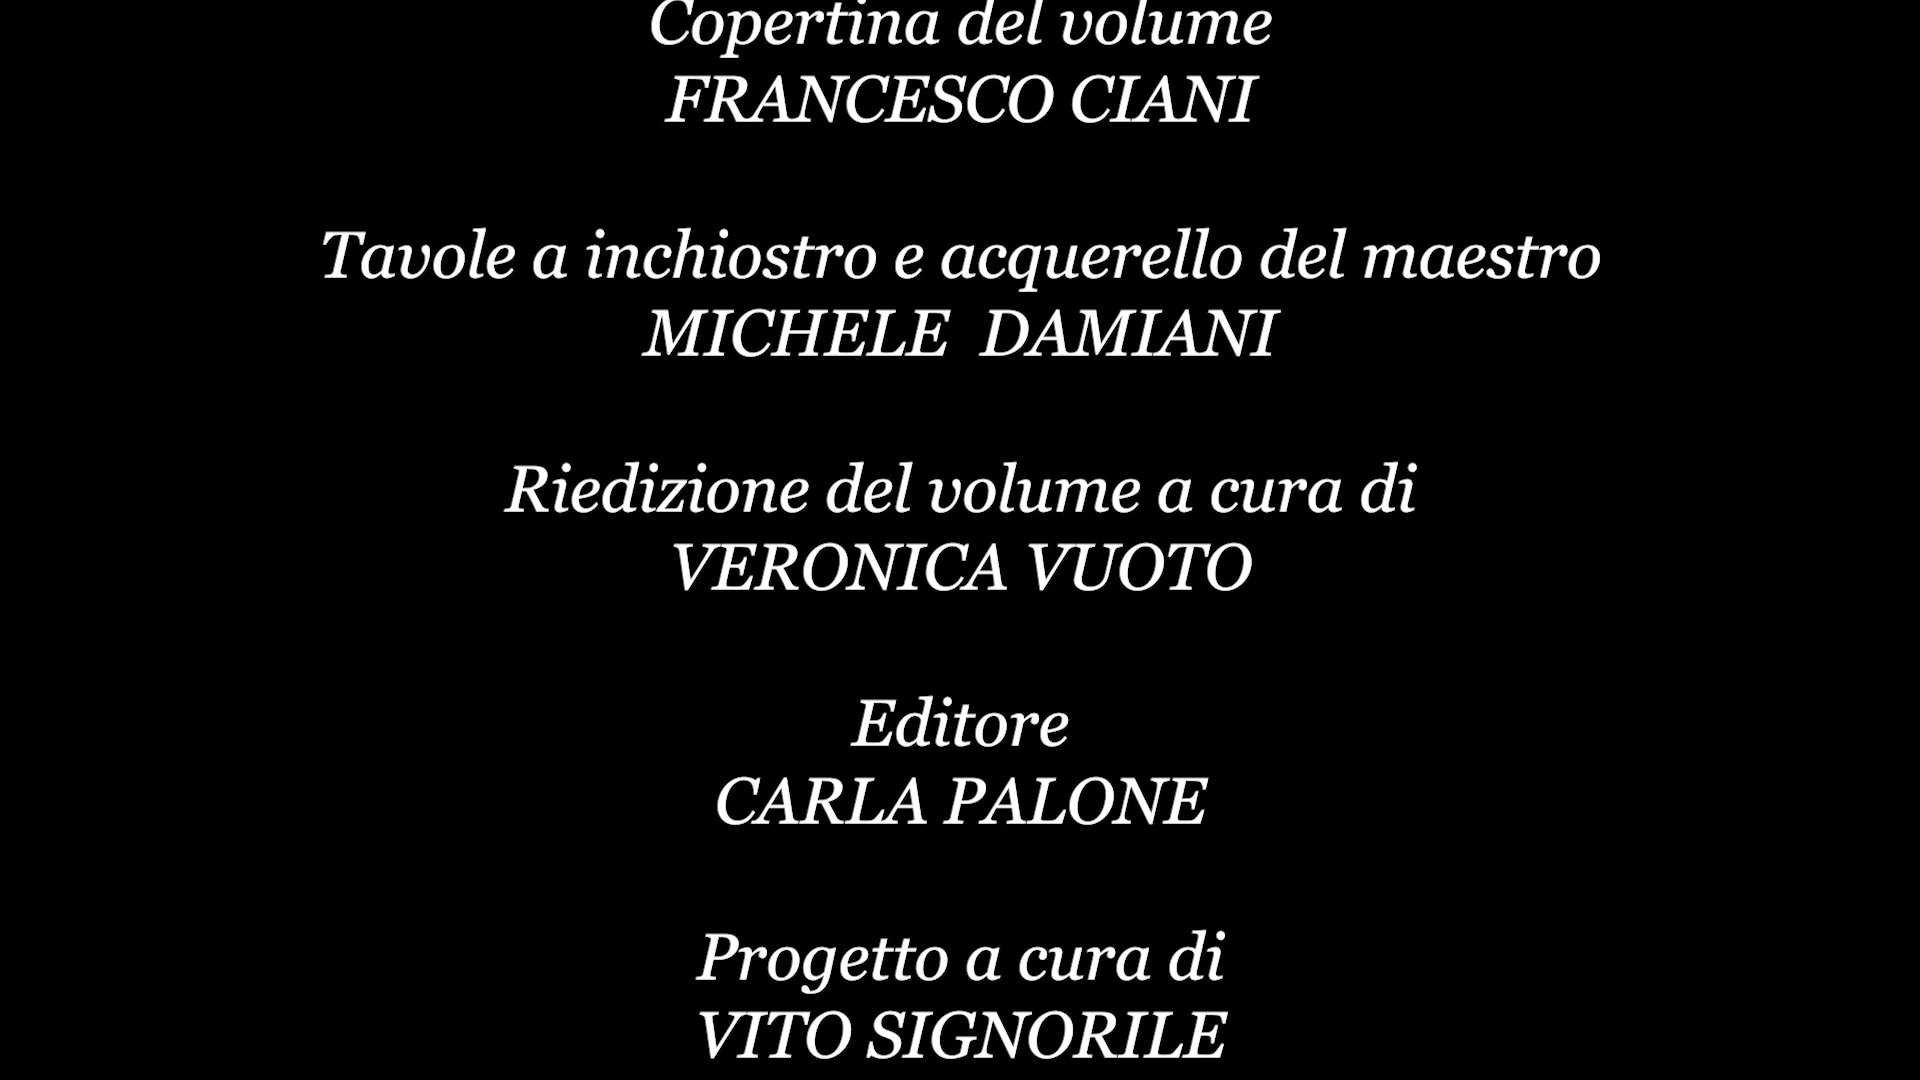 Copertina del volume
FRANCESCO CIANI
Tavole a inchiostro e acquerello del maestro
MICHELE  DAMIANI
Riedizione del volume a cura di
VERONICA VUOTO
Editore
CARLA PALONE
Progetto a cura di
VITO SIGNORILE